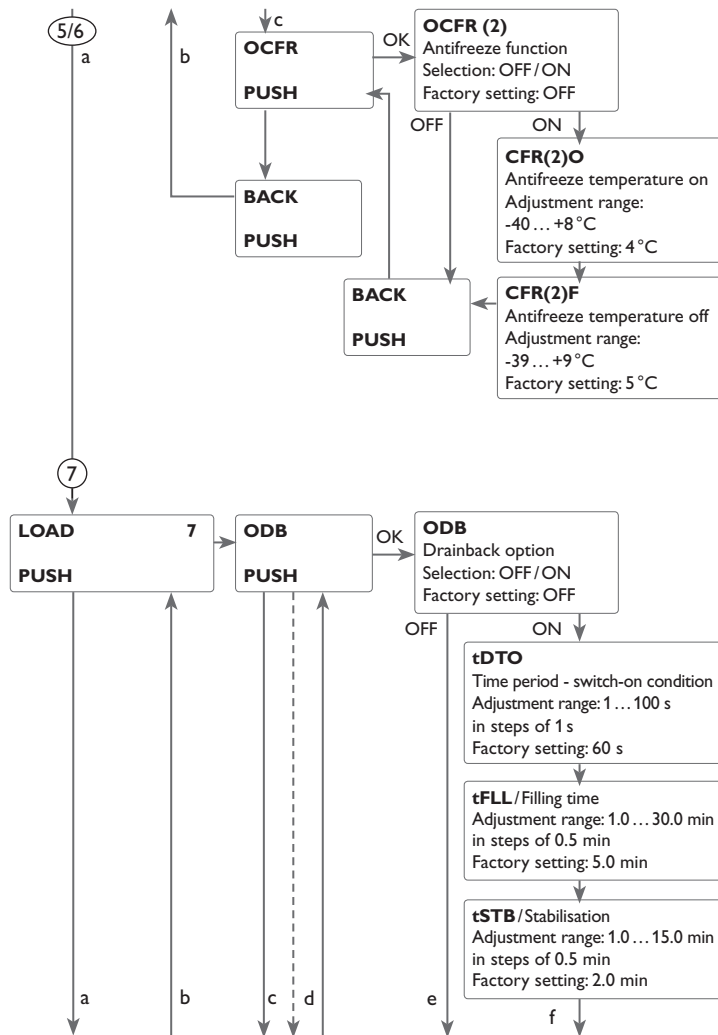 5/6
a
b
c
OCFR
PUSH
OK
OCFR (2)
Antifreeze function
Selection: OFF / ON
Factory setting: OFF
OFF
ON
BACK
PUSH
CFR(2)O
Antifreeze temperature on
Adjustment range:
-40 … +8 °C
Factory setting: 4 °C
BACK
PUSH
CFR(2)F
Antifreeze temperature off
Adjustment range:
-39 … +9 °C
Factory setting: 5 °C
7
LOAD 7
PUSH
ODB
PUSH
OK
ODB
Drainback option
Selection: OFF / ON
Factory setting: OFF
OFF
ON
tDTO
Time period - switch-on condition
Adjustment range: 1 … 100 s
in steps of 1 s
Factory setting: 60 s
tFLL / Filling time
Adjustment range: 1.0 … 30.0 min
in steps of 0.5 min
Factory setting: 5.0 min
tSTB / Stabilisation
Adjustment range: 1.0 … 15.0 min
in steps of 0.5 min
Factory setting: 2.0 min
a
b
c
d
e
f